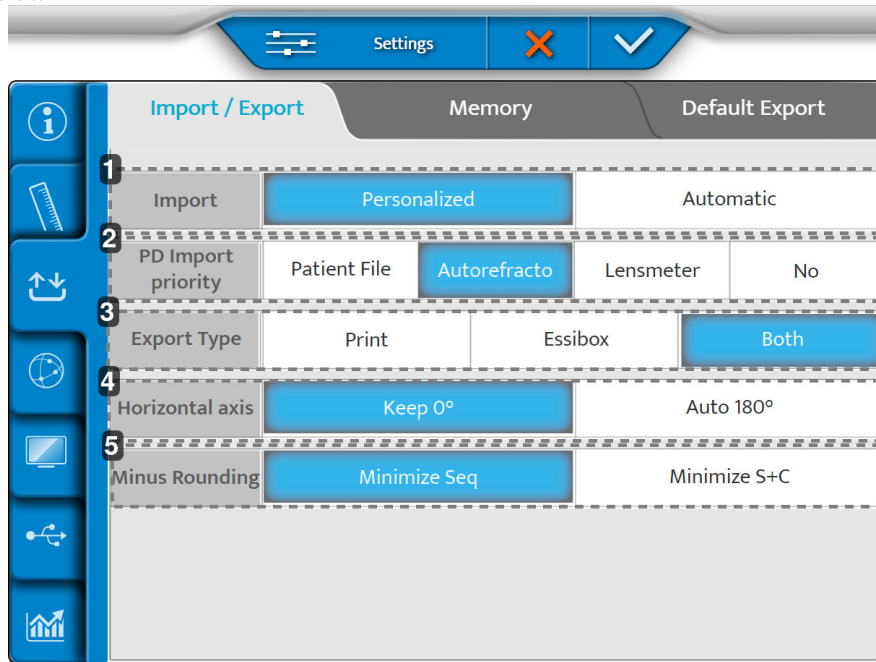 Settings
Import / Export Memory Default Export
1
Import Personalized Automatic
2
PD Import
priority
Patient File Autorefracto Lensmeter No
3
Export Type Print Essibox Both
4
Horizontal axis Keep 0° Auto 180°
5
Minus Rounding Minimize Seq Minimize S+C